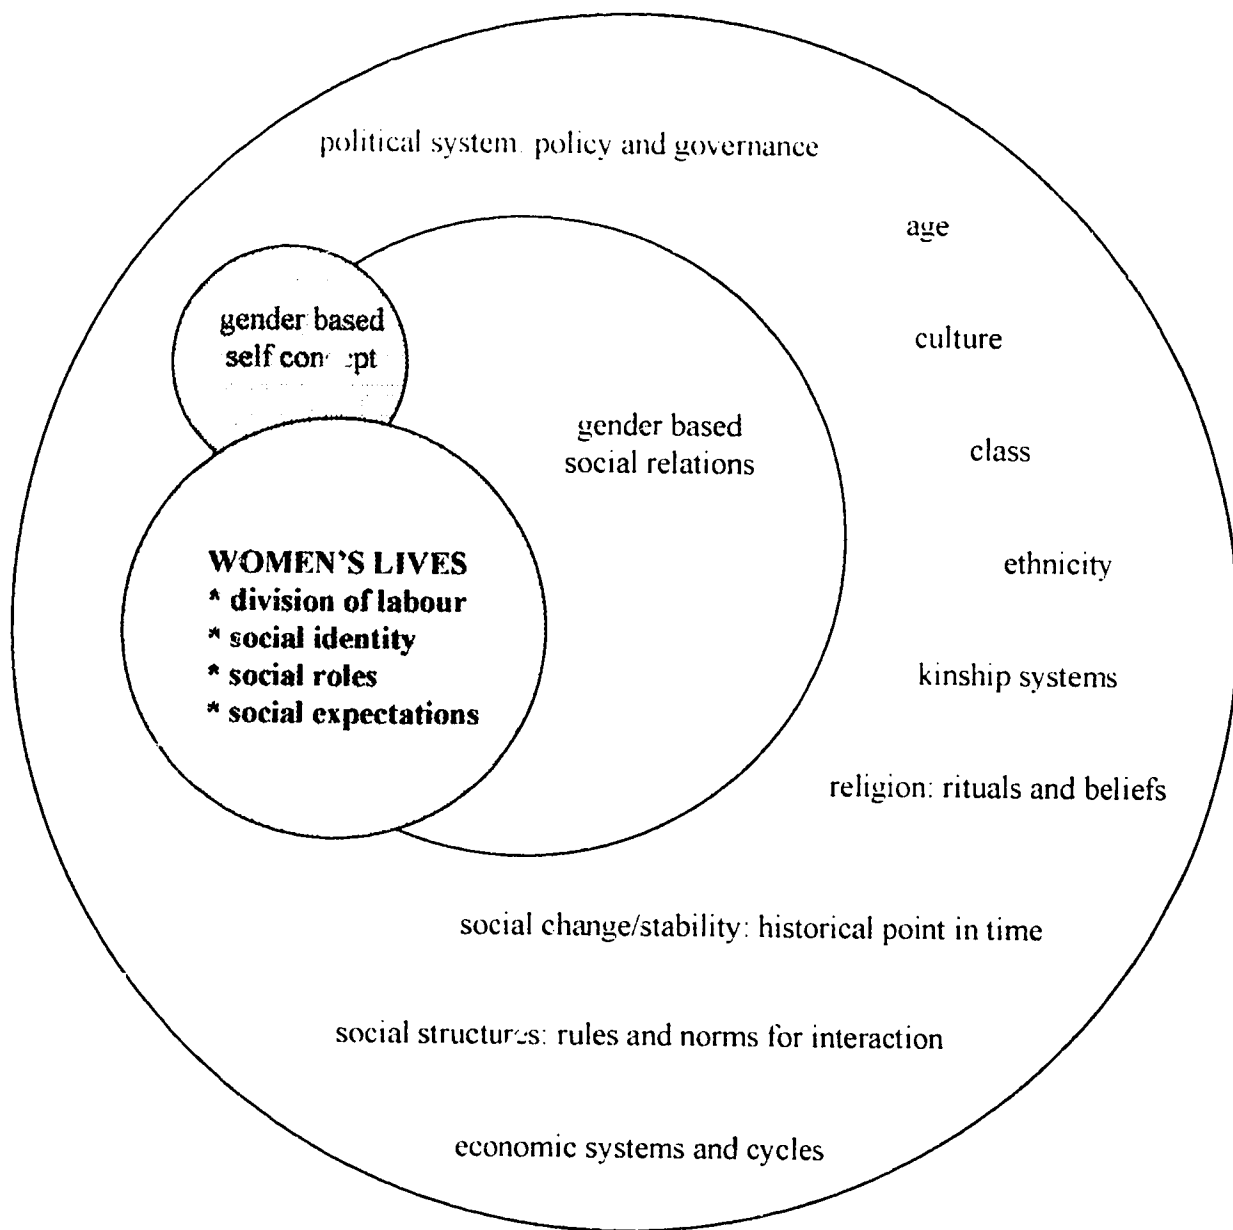 political system: policy and governance
age
gender based
self concept
culture
gender based
social relations
class
WOMEN'S LIVES
* division of labour
* social identity
* social roles
* social expectations
ethnicity
kinship systems
religion: rituals and beliefs
social change/stability: historical point in time
social structures: rules and norms for interaction
economic systems and cycles